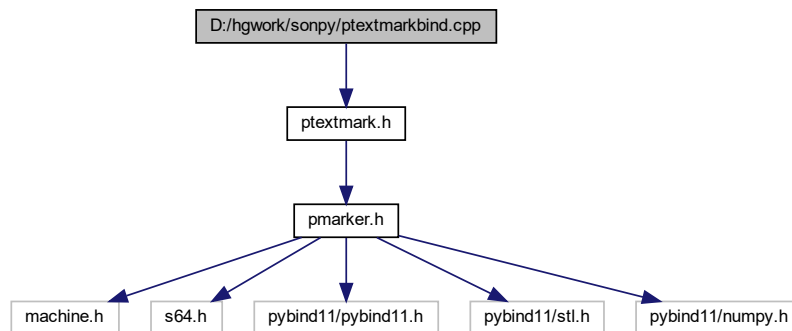 D:/hgwork/sonpy/ptextmarkbind.cpp
ptextmark.h
pmarker.h
machine.h
s64.h
pybind11/pybind11.h
pybind11/stl.h
pybind11/numpy.h